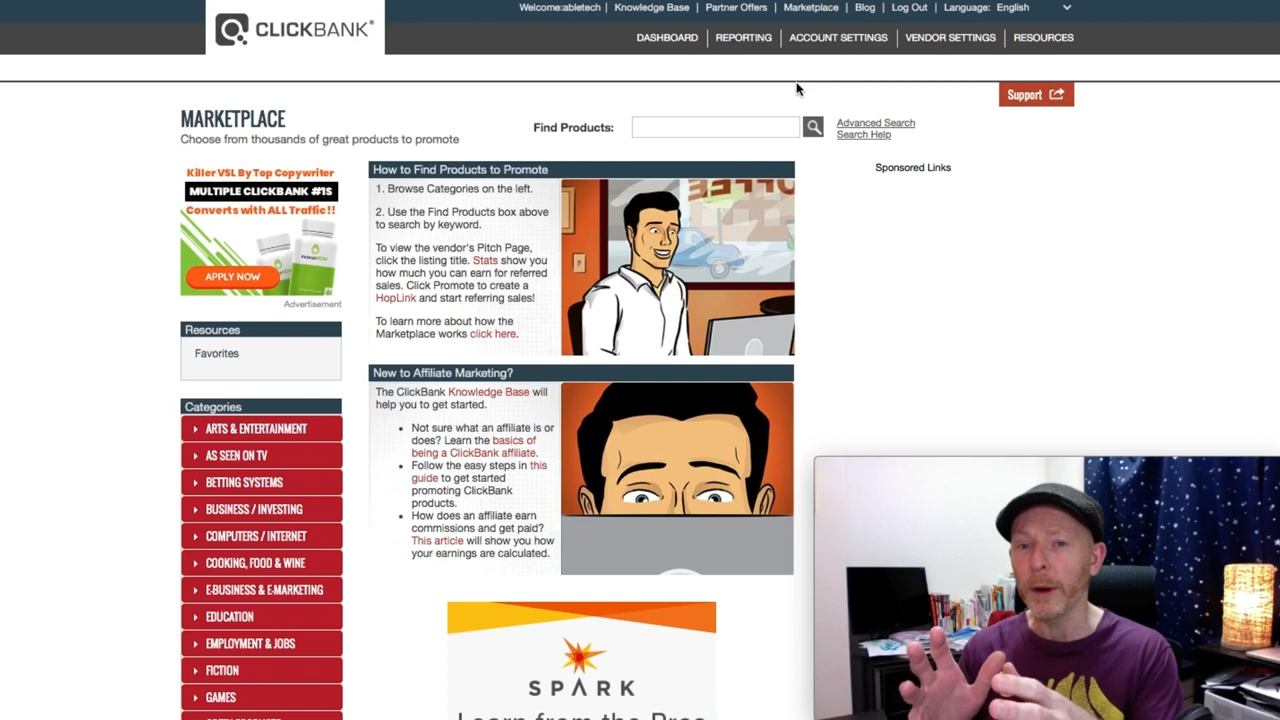 Welcome:abletech | Knowledge Base | Partner Offers | Marketplace | Blog | Log Out | Language: English
CLICKBANK®
DASHBOARD | REPORTING | ACCOUNT SETTINGS | VENDOR SETTINGS | RESOURCES
Support
MARKETPLACE
Choose from thousands of great products to promote
Find Products:
Advanced Search
Search Help
Killer VSL By Top Copywriter
MULTIPLE CLICKBANK #1S
Converts with ALL Traffic !!
APPLY NOW
Advertisement
Resources
Favorites
Categories
ARTS & ENTERTAINMENT
AS SEEN ON TV
BETTING SYSTEMS
BUSINESS / INVESTING
COMPUTERS / INTERNET
COOKING, FOOD & WINE
E-BUSINESS & E-MARKETING
EDUCATION
EMPLOYMENT & JOBS
FICTION
GAMES
How to Find Products to Promote
1. Browse Categories on the left.
2. Use the Find Products box above
to search by keyword.
To view the vendor's Pitch Page,
click the listing title. Stats show you
how much you can earn for referred
sales. Click Promote to create a
HopLink and start referring sales!
To learn more about how the
Marketplace works click here.
COFFEE
New to Affiliate Marketing?
The ClickBank Knowledge Base will
help you to get started.
• Not sure what an affiliate is or
does? Learn the basics of
being a ClickBank affiliate.
• Follow the easy steps in this
guide to get started
promoting ClickBank
products.
• How does an affiliate earn
commissions and get paid?
This article will show you how
your earnings are calculated.
SPARK
Learn from the Pros
Sponsored Links